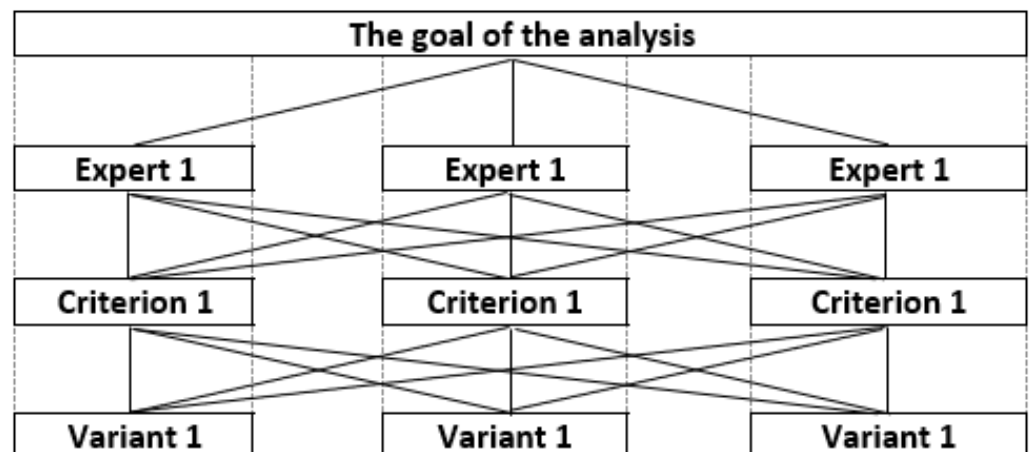 The goal of the analysis
Expert 1 Expert 1 Expert 1
Criterion 1 Criterion 1 Criterion 1
Variant 1 Variant 1 Variant 1